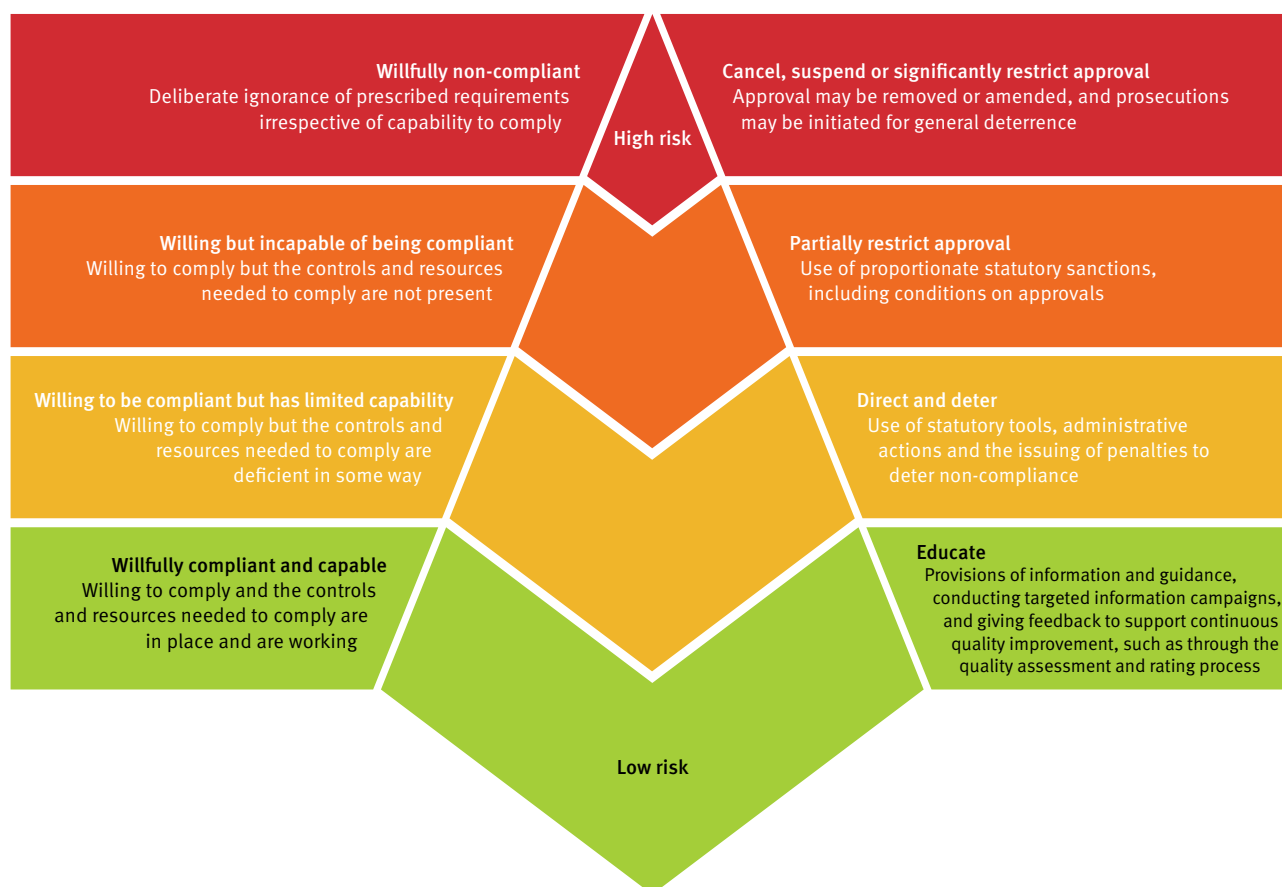 Willfully non-compliant
Deliberate ignorance of prescribed requirements
irrespective of capability to comply
High risk
Cancel, suspend or significantly restrict approval
Approval may be removed or amended, and prosecutions
may be initiated for general deterrence
Willing but incapable of being compliant
Willing to comply but the controls and resources
needed to comply are not present
Partially restrict approval
Use of proportionate statutory sanctions,
including conditions on approvals
Willing to be compliant but has limited capability
Willing to comply but the controls and
resources needed to comply are
deficient in some way
Direct and deter
Use of statutory tools, administrative
actions and the issuing of penalties to
deter non-compliance
Willfully compliant and capable
Willing to comply and the controls
and resources needed to comply are
in place and are working
Educate
Provisions of information and guidance,
conducting targeted information campaigns,
and giving feedback to support continuous
quality improvement, such as through the
quality assessment and rating process
Low risk